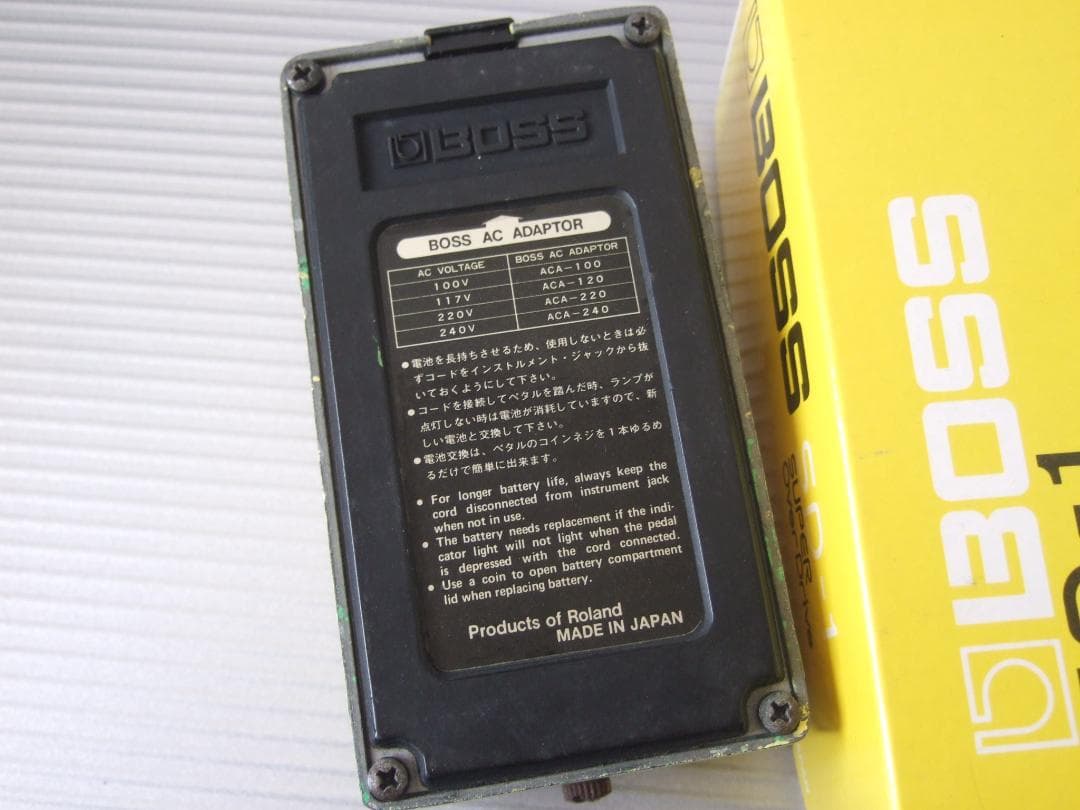 BOSS
BOSS AC ADAPTOR
AC VOLTAGE BOSS AC ADAPTOR
100V ACA-100
117V ACA-120
220V ACA-220
240V ACA-240
●電池を長持ちさせるため、使用しないときは必
ずコードをインストルメント・ジャックから抜
いておくようにして下さい。
●コードを接続してペタルを踏んだ時、ランプが
点灯しない時は電池が消耗していますので、新
しい電池と交換して下さい。
●電池交換は、ペタルのコインネジを1本ゆるめ
るだけで簡単に出来ます。
● For longer battery life, always keep the
cord disconnected from instrument jack
when not in use.
● The battery needs replacement if the indi-
cator light will not light when the pedal
is depressed with the cord connected.
● Use a coin to open battery compartment
lid when replacing battery.
Products of Roland
MADE IN JAPAN
BOSS
SD-1
SUPER
OverDrive
BOSS